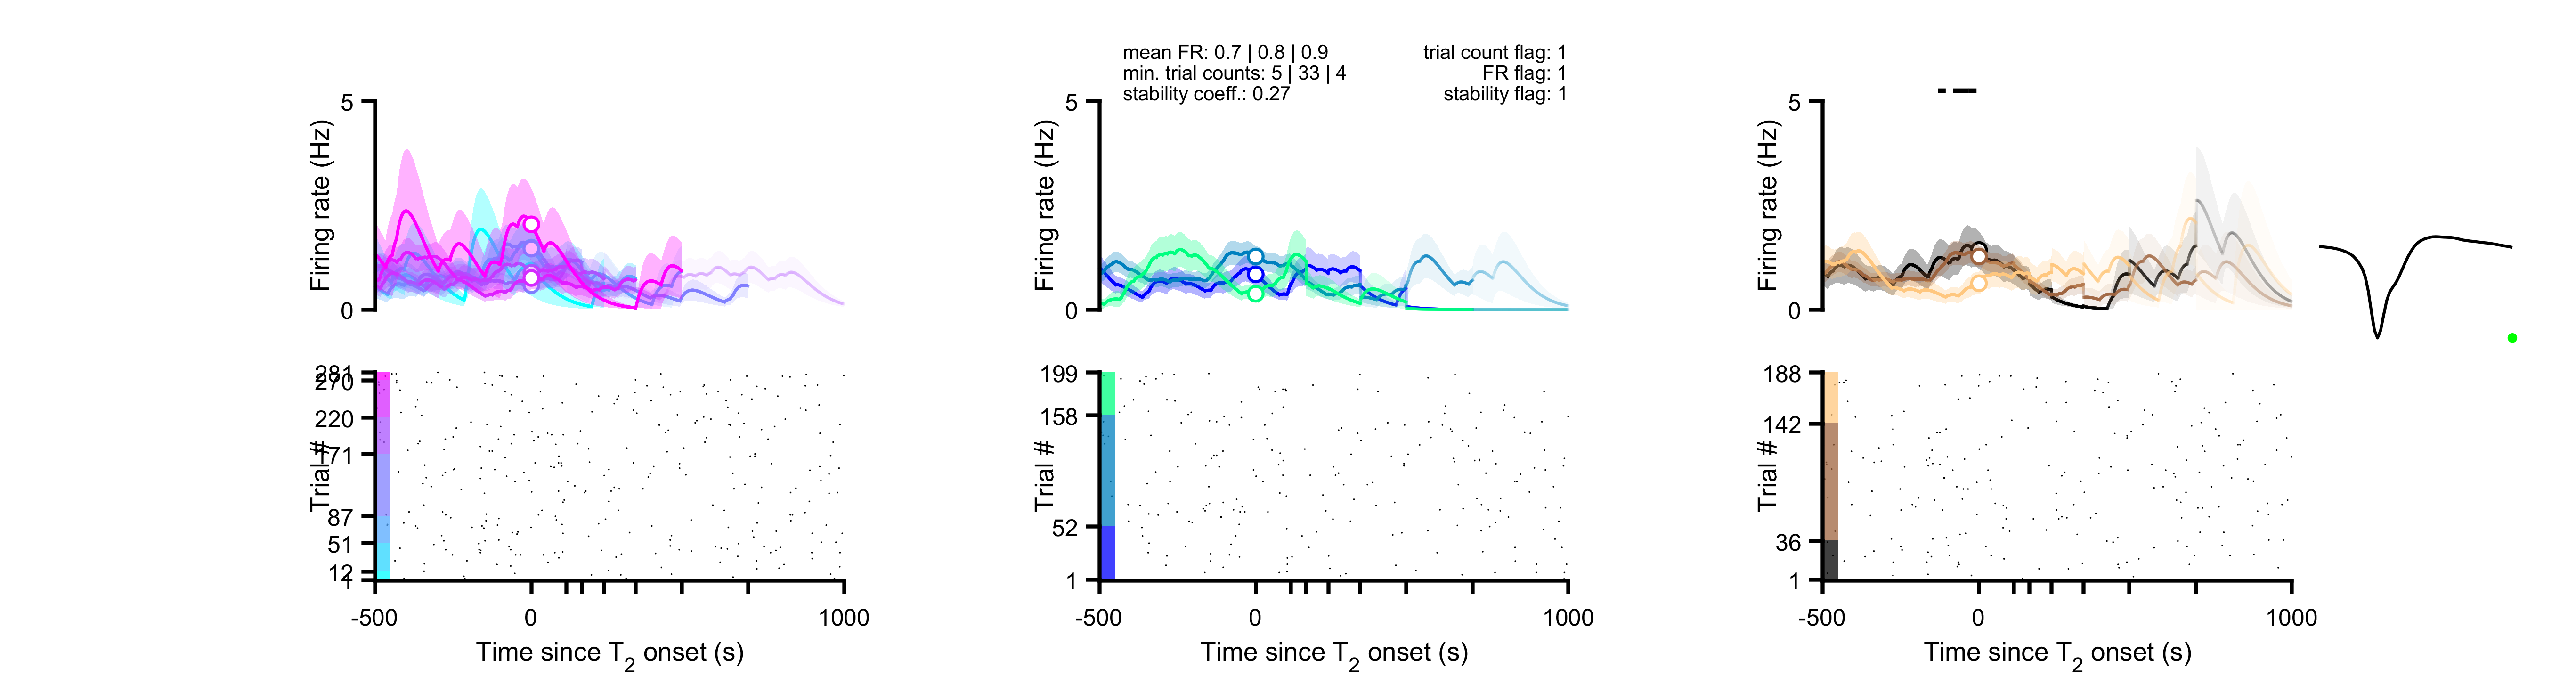 mean FR: 0.7 | 0.8 | 0.9
min. trial counts: 5 | 33 | 4
stability coeff.: 0.27
trial count flag: 1
FR flag: 1
stability flag: 1
5
0
Firing rate (Hz)
281
270
220
171
87
51
12
1
Trial #
-500 0 1000
Time since T2 onset (s)
5
0
Firing rate (Hz)
199
158
52
1
Trial #
-500 0 1000
Time since T2 onset (s)
5
0
Firing rate (Hz)
188
142
36
1
Trial #
-500 0 1000
Time since T2 onset (s)